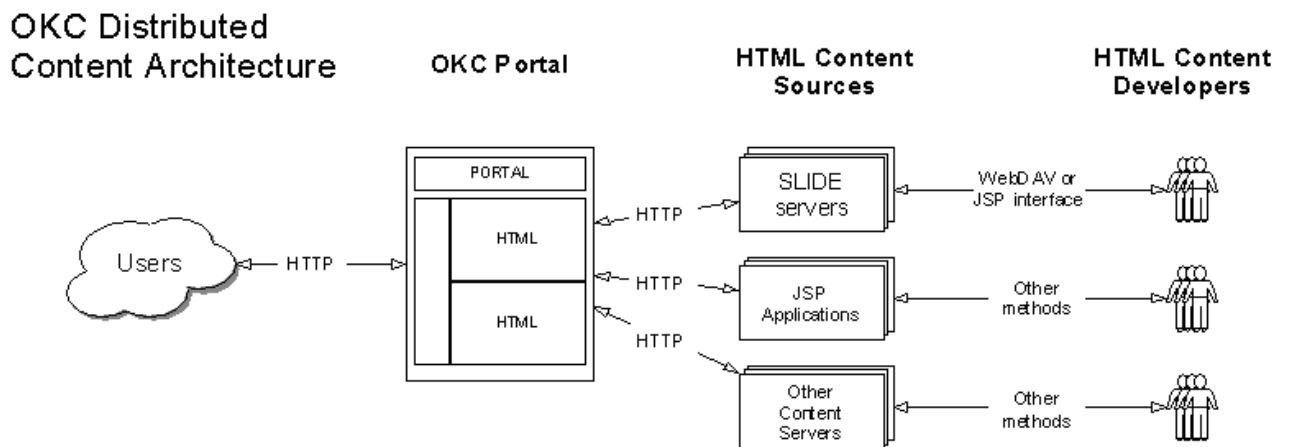 OKC Distributed
Content Architecture
OKC Portal
HTML Content
Sources
HTML Content
Developers
PORTAL
HTML
HTML
Users
HTTP
HTTP
HTTP
HTTP
SLIDE
servers
JSP
Applications
Other
Content
Servers
WebDAV or
JSP interface
Other
methods
Other
methods